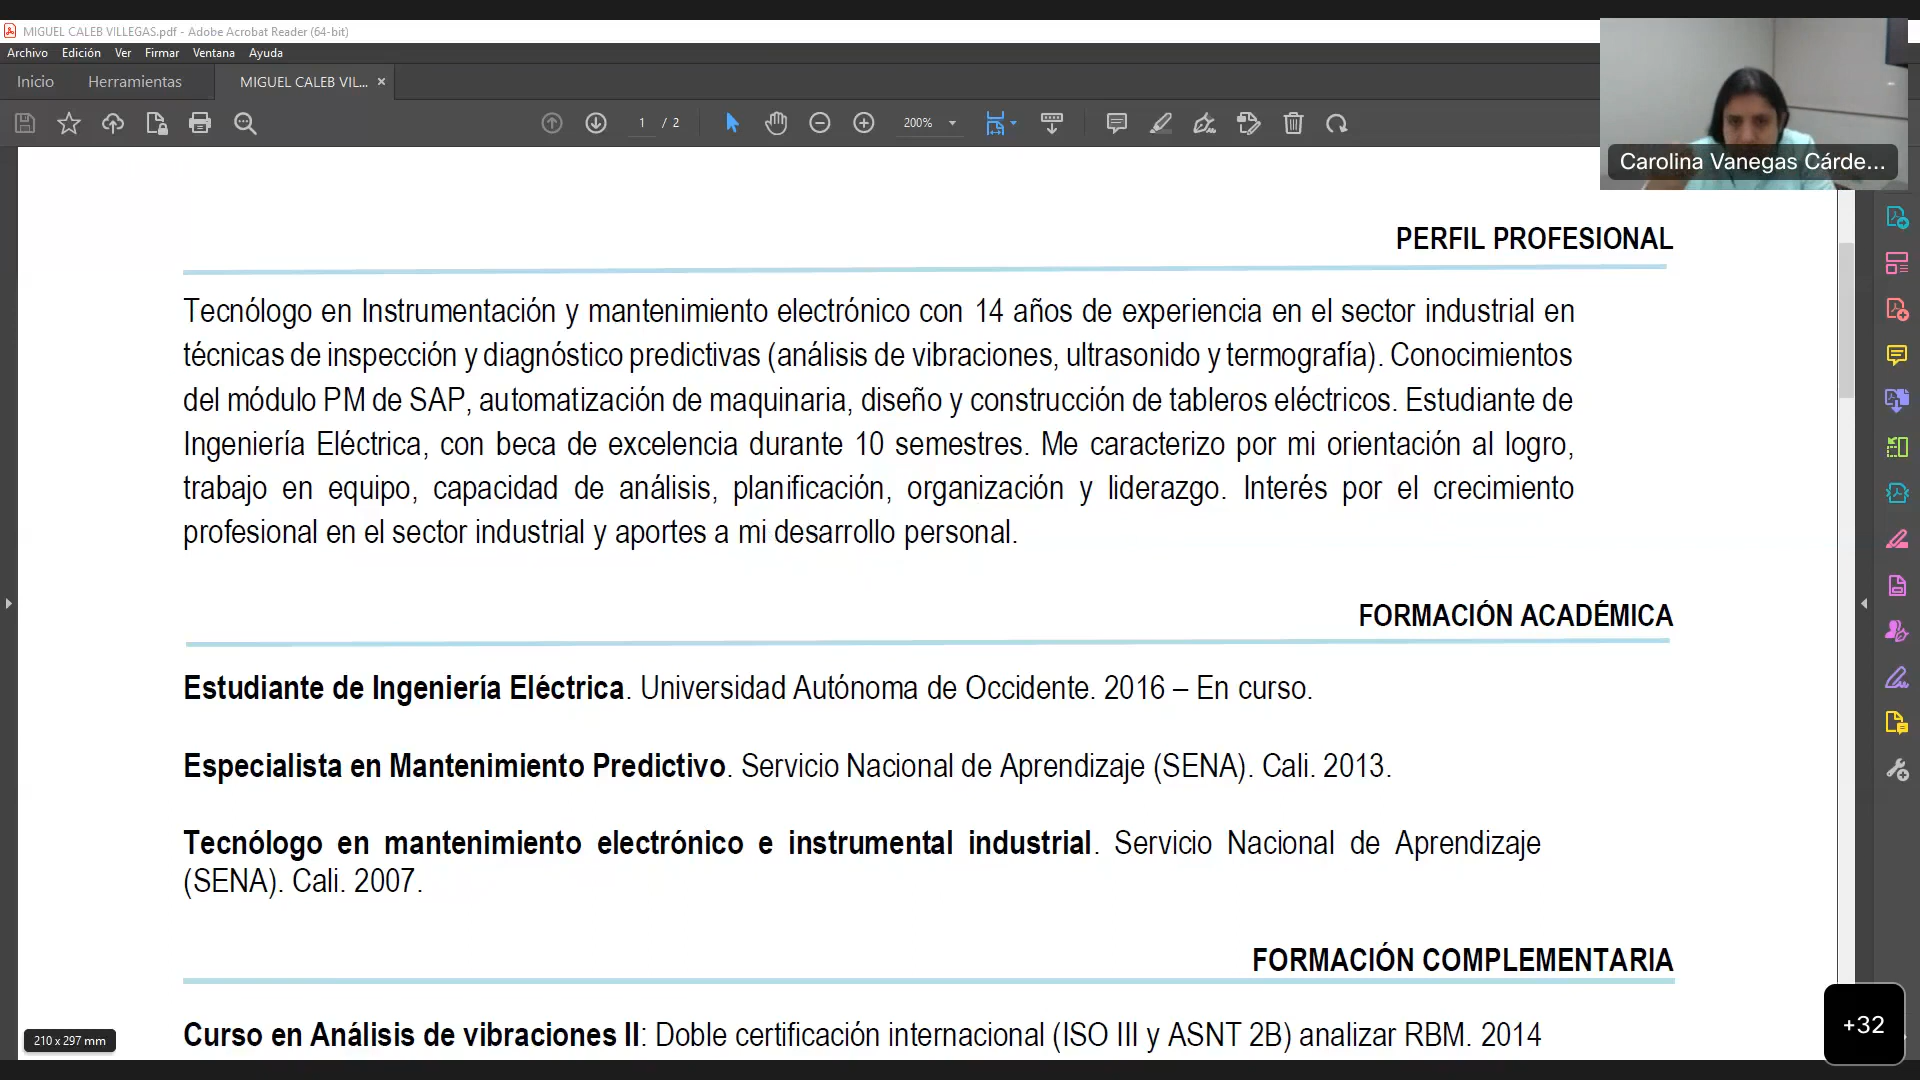 MIGUEL CALEB VILLEGAS.pdf - Adobe Acrobat Reader (64-bit)
Archivo Edición Ver Firmar Ventana Ayuda
Inicio Herramientas MIGUEL CALEB VIL... ×
1 / 2 200%
Carolina Vanegas Cárde...
PERFIL PROFESIONAL
Tecnólogo en Instrumentación y mantenimiento electrónico con 14 años de experiencia en el sector industrial en
técnicas de inspección y diagnóstico predictivas (análisis de vibraciones, ultrasonido y termografía). Conocimientos
del módulo PM de SAP, automatización de maquinaria, diseño y construcción de tableros eléctricos. Estudiante de
Ingeniería Eléctrica, con beca de excelencia durante 10 semestres. Me caracterizo por mi orientación al logro,
trabajo en equipo, capacidad de análisis, planificación, organización y liderazgo. Interés por el crecimiento
profesional en el sector industrial y aportes a mi desarrollo personal.
FORMACIÓN ACADÉMICA
Estudiante de Ingeniería Eléctrica. Universidad Autónoma de Occidente. 2016 – En curso.
Especialista en Mantenimiento Predictivo. Servicio Nacional de Aprendizaje (SENA). Cali. 2013.
Tecnólogo en mantenimiento electrónico e instrumental industrial. Servicio Nacional de Aprendizaje
(SENA). Cali. 2007.
FORMACIÓN COMPLEMENTARIA
Curso en Análisis de vibraciones II: Doble certificación internacional (ISO III y ASNT 2B) analizar RBM. 2014
210 x 297 mm
+32